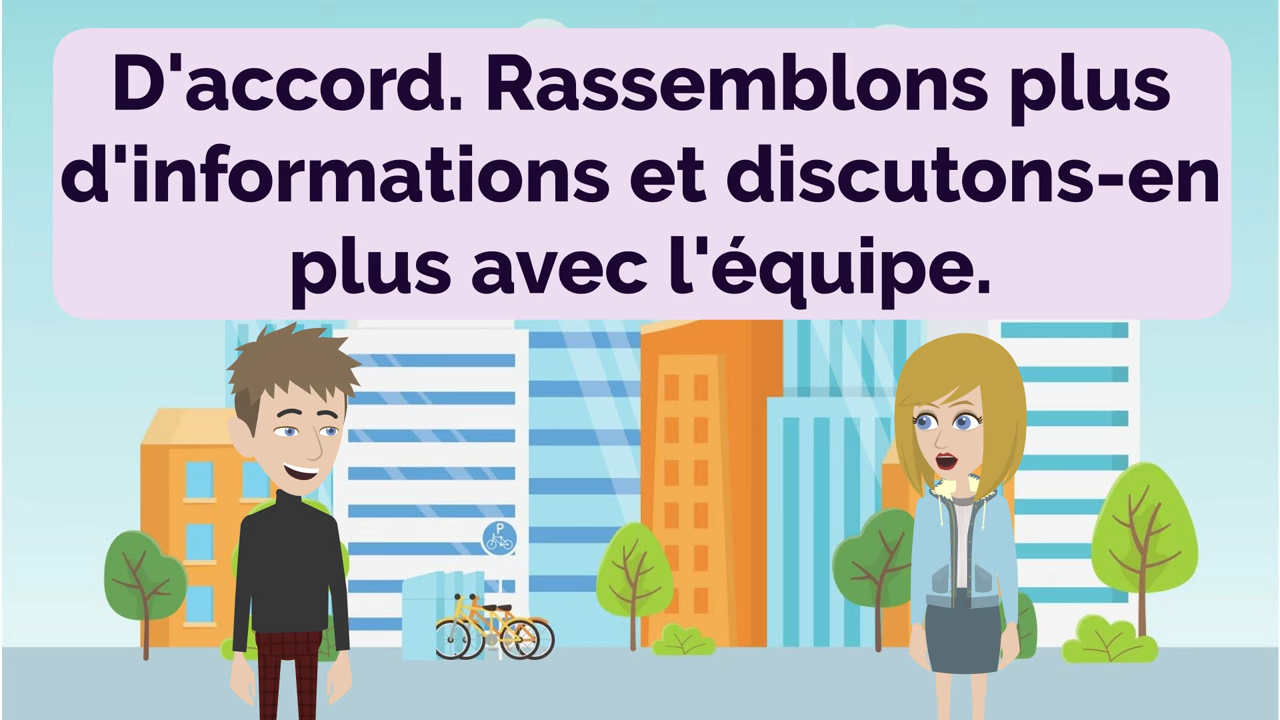 D'accord. Rassemblons plus
d'informations et discutons-en
plus avec l'équipe.
P